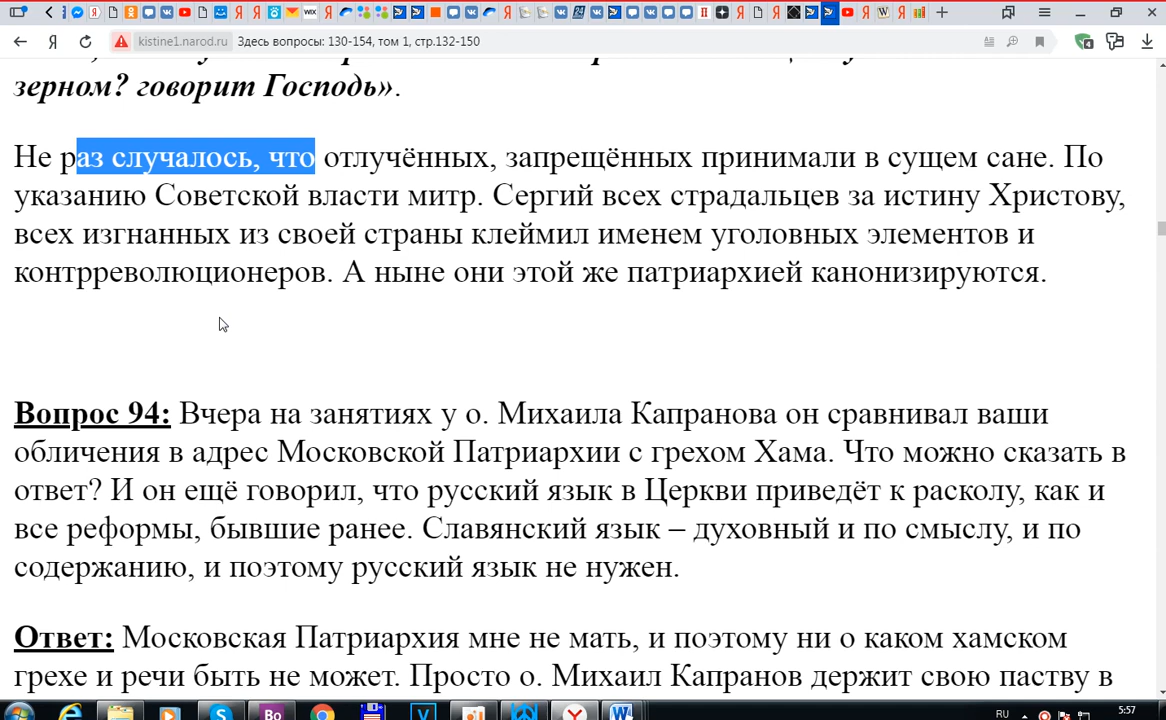 kistine1.narod.ru Здесь вопросы: 130-154, том 1, стр.132-150
зерном? говорит Господь».
Не раз случалось, что отлучённых, запрещённых принимали в сущем сане. По
указанию Советской власти митр. Сергий всех страдальцев за истину Христову,
всех изгнанных из своей страны клеймил именем уголовных элементов и
контрреволюционеров. А ныне они этой же патриархией канонизируются.
Вопрос 94: Вчера на занятиях у о. Михаила Капранова он сравнивал ваши
обличения в адрес Московской Патриархии с грехом Хама. Что можно сказать в
ответ? И он ещё говорил, что русский язык в Церкви приведёт к расколу, как и
все реформы, бывшие ранее. Славянский язык – духовный и по смыслу, и по
содержанию, и поэтому русский язык не нужен.
Ответ: Московская Патриархия мне не мать, и поэтому ни о каком хамском
грехе и речи быть не может. Просто о. Михаил Капранов держит свою паству в
RU 5:57